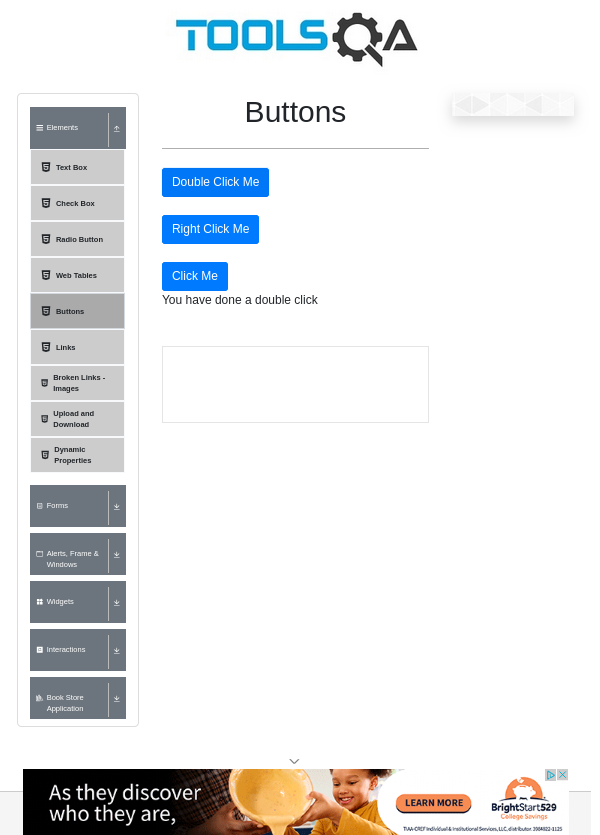 TOOLSQA
Buttons
Elements
Text Box
Check Box
Radio Button
Web Tables
Buttons
Links
Broken Links -
Images
Upload and
Download
Dynamic
Properties
Forms
Alerts, Frame &
Windows
Widgets
Interactions
Book Store
Application
Double Click Me
Right Click Me
Click Me
You have done a double click
As they discover
who they are,
LEARN MORE
BrightStart529
College Savings
TIAA-CREF Individual & Institutional Services, LLC, distributor.